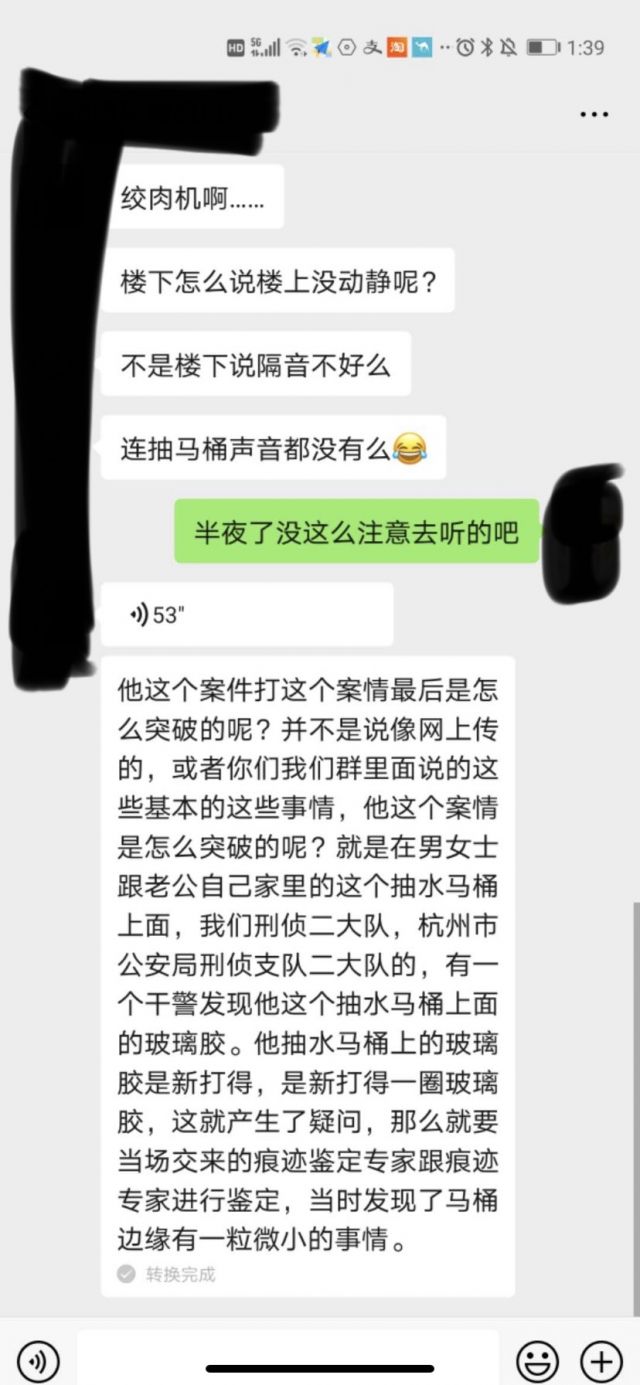 HD 5G 1:39
绞肉机啊……
楼下怎么说楼上没动静呢？
不是楼下说隔音不好么
连抽马桶声音都没有么😂
半夜了没这么注意去听的吧
53"
他这个案件打这个案情最后是怎
么突破的呢？并不是说像网上传
的，或者你们我们群里面说的这
些基本的这些事情，他这个案情
是怎么突破的呢？就是在男女士
跟老公自己家里的这个抽水马桶
上面，我们刑侦二大队，杭州市
公安局刑侦支队二大队的，有一
个干警发现他这个抽水马桶上面
的玻璃胶。他抽水马桶上的玻璃
胶是新打得，是新打得一圈玻璃
胶，这就产生了疑问，那么就要
当场交来的痕迹鉴定专家跟痕迹
专家进行鉴定，当时发现了马桶
边缘有一粒微小的事情。
转换完成